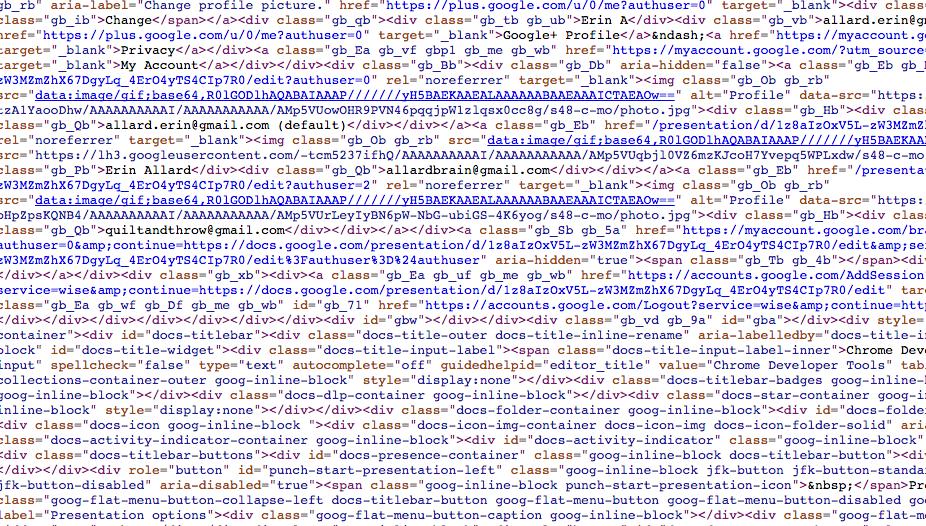 gb_rb" aria-label="Change profile picture." href="https://plus.google.com/u/0/me?authuser=0" target="_blank"><div class
gb_ib">Change</span></a><div class="gb_qb"><div class="gb_tb gb_ub">Erin A</div><div class="gb_vb">allard.erin@g
href="https://plus.google.com/u/0/me?authuser=0" target="_blank">Google+ Profile</a>&ndash;<a href="https://myaccount.g
target="_blank">Privacy</a></div><a class="gb_Ea gb_vf gbp1 gb_me gb_wb" href="https://myaccount.google.com/?utm_source
target="_blank">My Account</a></div></div><div class="gb_Bb"><div class="gb_Db" aria-hidden="false"><a class="gb_Eb gb_
zW3MZmZhX67DgyLq_4ErO4yTS4CIp7R0/edit?authuser=0" rel="noreferrer" target="_blank"><img class="gb_Ob gb_rb"
src="data:image/gif;base64,R0lGODlhAQABAIAAAP///////yH5BAEKAAEALAAAAAABAAEAAAICTAEAOw==" alt="Profile" data-src="https:
tzAlYaooDhw/AAAAAAAAAAI/AAAAAAAAAAA/AMp5VUowOHR9PVN46pqqjpWlzlqsx0cc8g/s48-c-mo/photo.jpg"><div class="gb_Hb"><div
class="gb_Qb">allard.erin@gmail.com (default)</div></div></a><a class="gb_Eb" href="/presentation/d/1z8aIzOxV5L-zW3MZmZ
rel="noreferrer" target="_blank"><img class="gb_Ob gb_rb" src="data:image/gif;base64,R0lGODlhAQABAIAAAP///////yH5BAEKAA
src="https://lh3.googleusercontent.com/-tcm5237ifhQ/AAAAAAAAAAI/AAAAAAAAAAA/AMp5VUqbjl0VZ6mzKJcoH7Yvepq5WPLxdw/s48-c-mo
class="gb_Pb">Erin Allard</div><div class="gb_Qb">allardbrain@gmail.com</div></div></a><a class="gb_Eb" href="/presenta
zW3MZmZhX67DgyLq_4ErO4yTS4CIp7R0/edit?authuser=2" rel="noreferrer" target="_blank"><img class="gb_Ob gb_rb"
src="data:image/gif;base64,R0lGODlhAQABAIAAAP///////yH5BAEKAAEALAAAAAABAAEAAAICTAEAOw==" alt="Profile" data-src="https:
oHpZpsKQNB4/AAAAAAAAAAI/AAAAAAAAAAA/AMp5VUrLeyIyBN6pW-NbG-ubiGS-4K6yog/s48-c-mo/photo.jpg"><div class="gb_Hb"><div
class="gb_Qb">quiltandthrow@gmail.com</div></div></a><a class="gb_Sb gb_5a" href="https://myaccount.google.com/br
authuser=0&amp;continue=https://docs.google.com/presentation/d/1z8aIzOxV5L-zW3MZmZhX67DgyLq_4ErO4yTS4CIp7R0/edit&amp;se
zW3MZmZhX67DgyLq_4ErO4yTS4CIp7R0/edit%3Fauthuser%3D%24authuser" aria-hidden="true"><span class="gb_Tb gb_4b"></span><d
</div></a></div><div class="gb_xb"><div><a class="gb_Ea gb_uf gb_me gb_wb" href="https://accounts.google.com/AddSession
service=wise&amp;continue=https://docs.google.com/presentation/d/1z8aIzOxV5L-zW3MZmZhX67DgyLq_4ErO4yTS4CIp7R0/edit" tar
class="gb_Ea gb_wf gb_Df gb_me gb_wb" id="gb_71" href="https://accounts.google.com/Logout?service=wise&amp;continue=htt
</div></div></div></div></div></div></div></div><div id="gbw"></div><div class="gb_vd gb_9a" id="gba"></div><div style=
container"><div id="docs-titlebar"><div class="docs-title-outer docs-title-inline-rename" aria-labelledby="docs-title-i
block" id="docs-title-widget"><div class="docs-title-input-label"><span class="docs-title-input-label-inner">Chrome Dev
input" spellcheck="false" type="text" autocomplete="off" guidedhelpid="editor_title" value="Chrome Developer Tools" tab
collections-container-outer goog-inline-block" style="display:none"></div><div class="docs-titlebar-badges goog-inline-
goog-inline-block"></div><div class="docs-dlp-container goog-inline-block"></div><div class="docs-star-container goog-i
inline-block" style="display:none"></div></div><div class="docs-folder-container goog-inline-block"><div id="docs-folde
<div class="docs-icon goog-inline-block "><div class="docs-icon-img-container docs-icon-img docs-icon-folder-solid" ari
class="docs-activity-indicator-container goog-inline-block"><div id="docs-activity-indicator" class="goog-inline-block"
<div class="docs-titlebar-buttons"><div id="docs-presence-container" class="goog-inline-block docs-titlebar-button"><di
</div></div><div role="button" id="punch-start-presentation-left" class="goog-inline-block jfk-button jfk-button-standa
jfk-button-disabled" aria-disabled="true"><span class="goog-inline-block punch-start-presentation-icon">&nbsp;</span>Pr
class="goog-flat-menu-button-collapse-left docs-titlebar-button goog-flat-menu-button goog-flat-menu-button-disabled go
label="Presentation options"><div class="goog-flat-menu-button-caption goog-inline-block"></div><div class="goog-flat-m